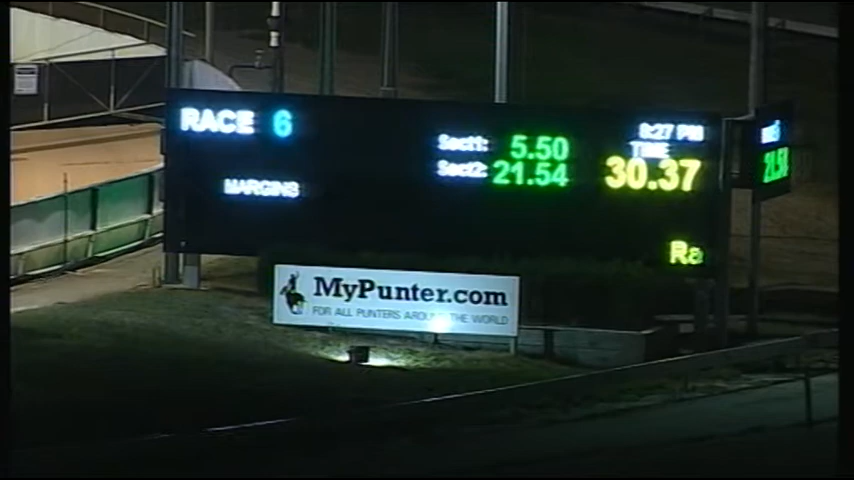 RACE 6
8:27 PM
Sect1: 5.50
TIME
Sect2: 21.54
30.37
MARGINS
21.54
Ra
MyPunter.com
FOR ALL PUNTERS AROUND THE WORLD